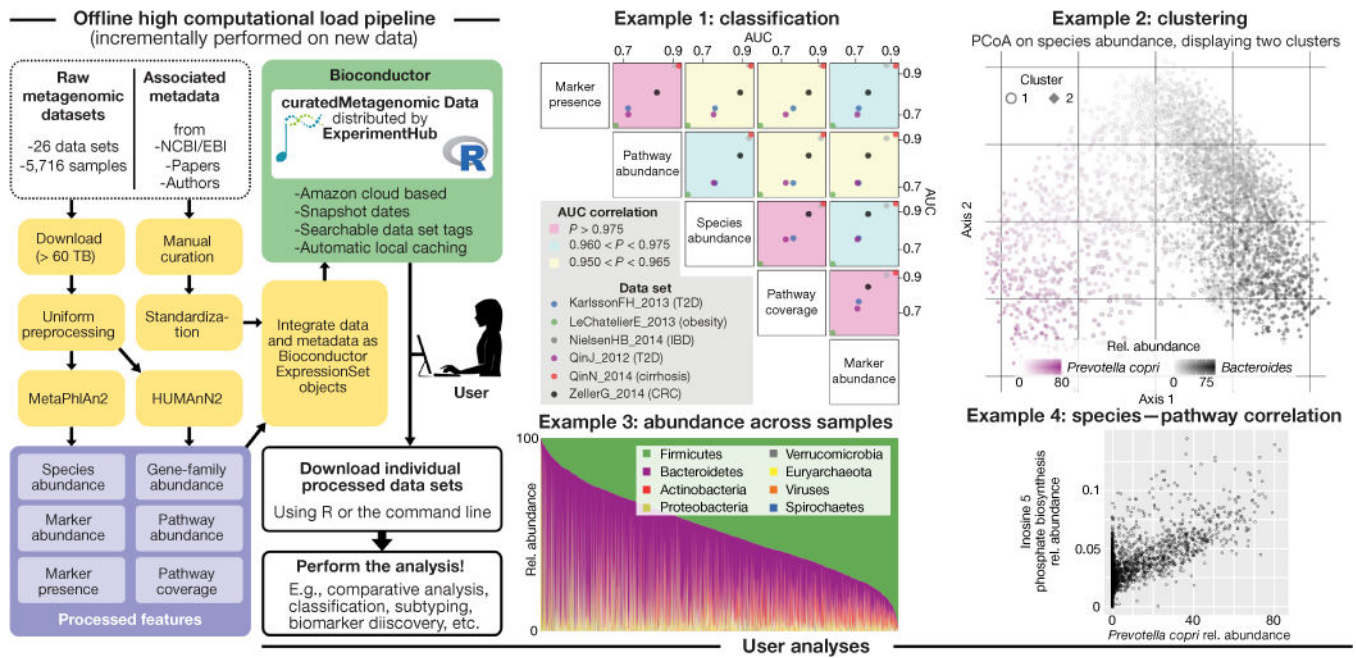 Offline high computational load pipeline
(incrementally performed on new data)
Raw
metagenomic
datasets
-26 data sets
-5,716 samples
Associated
metadata
from
-NCBI/EBI
-Papers
-Authors
Download
(> 60 TB)
Manual
curation
Uniform
preprocessing
Standardiza-
tion
MetaPhlAn2
HUMAnN2
Integrate data
and metadata as
Bioconductor
ExpressionSet
objects
Species
abundance
Gene-family
abundance
Marker
abundance
Pathway
abundance
Marker
presence
Pathway
coverage
Processed features
Bioconductor
curatedMetagenomic Data
distributed by
ExperimentHub
R
-Amazon cloud based
-Snapshot dates
-Searchable data set tags
-Automatic local caching
User
Download individual
processed data sets
Using R or the command line
Perform the analysis!
E.g., comparative analysis,
classification, subtyping,
biomarker diiscovery, etc.
Example 1: classification
AUC
0.7 0.9 0.7 0.9 0.7 0.9 0.7 0.9
Marker
presence
0.9
0.7
Pathway
abundance
0.9
0.7
AUC
Species
abundance
0.9
0.7
Pathway
coverage
0.9
0.7
Marker
abundance
AUC correlation
P > 0.975
0.960 < P < 0.975
0.950 < P < 0.965
Data set
KarlssonFH_2013 (T2D)
LeChatelierE_2013 (obesity)
NielsenHB_2014 (IBD)
QinJ_2012 (T2D)
QinN_2014 (cirrhosis)
ZellerG_2014 (CRC)
Example 2: clustering
PCoA on species abundance, displaying two clusters
Cluster
1 2
Axis 2
Rel. abundance
Prevotella copri
0 80
Bacteroides
0 75
Axis 1
Example 3: abundance across samples
100
Rel. abundance
0
Firmicutes
Bacteroidetes
Actinobacteria
Proteobacteria
Verrucomicrobia
Euryarchaeota
Viruses
Spirochaetes
Example 4: species—pathway correlation
Inosine 5
phosphate biosynthesis
rel. abundance
0.1
0.05
0
0 40 80
Prevotella copri rel. abundance
User analyses